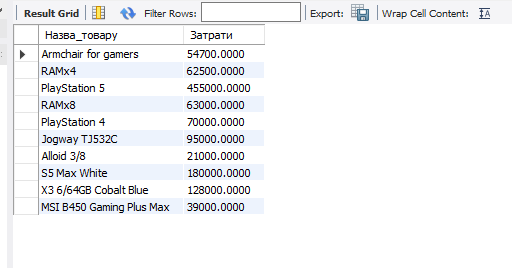 Result Grid Filter Rows: Export: Wrap Cell Content:
Назва_товару Затрати
Armchair for gamers 54700.0000
RAMx4 62500.0000
PlayStation 5 455000.0000
RAMx8 63000.0000
PlayStation 4 70000.0000
Jogway TJ532C 95000.0000
Alloid 3/8 21000.0000
S5 Max White 180000.0000
X3 6/64GB Cobalt Blue 128000.0000
MSI B450 Gaming Plus Max 39000.0000